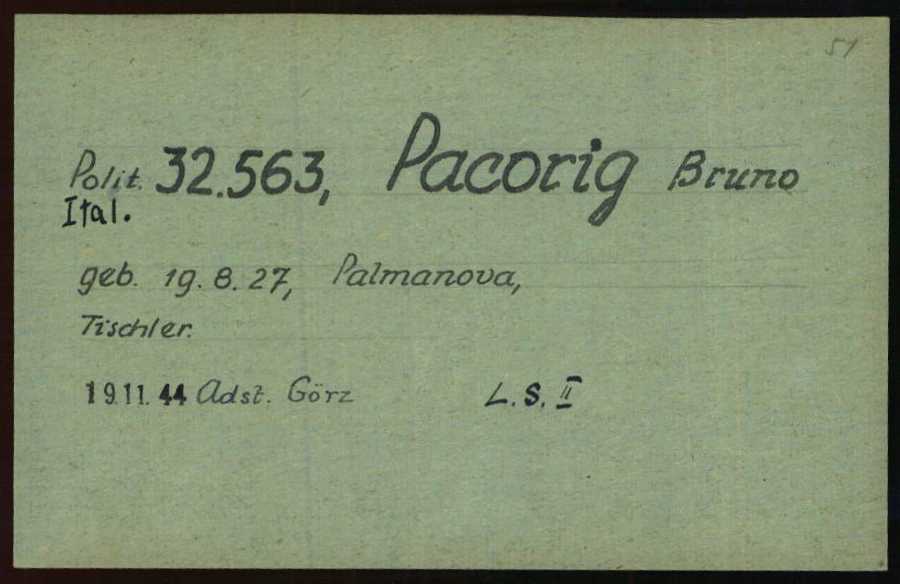 51
Polit. 32.563, Pacorig Bruno
Ital.
geb. 19.8.27, Palmanova,
Tischler.
19.11.44 Adst. Görz L.S. II